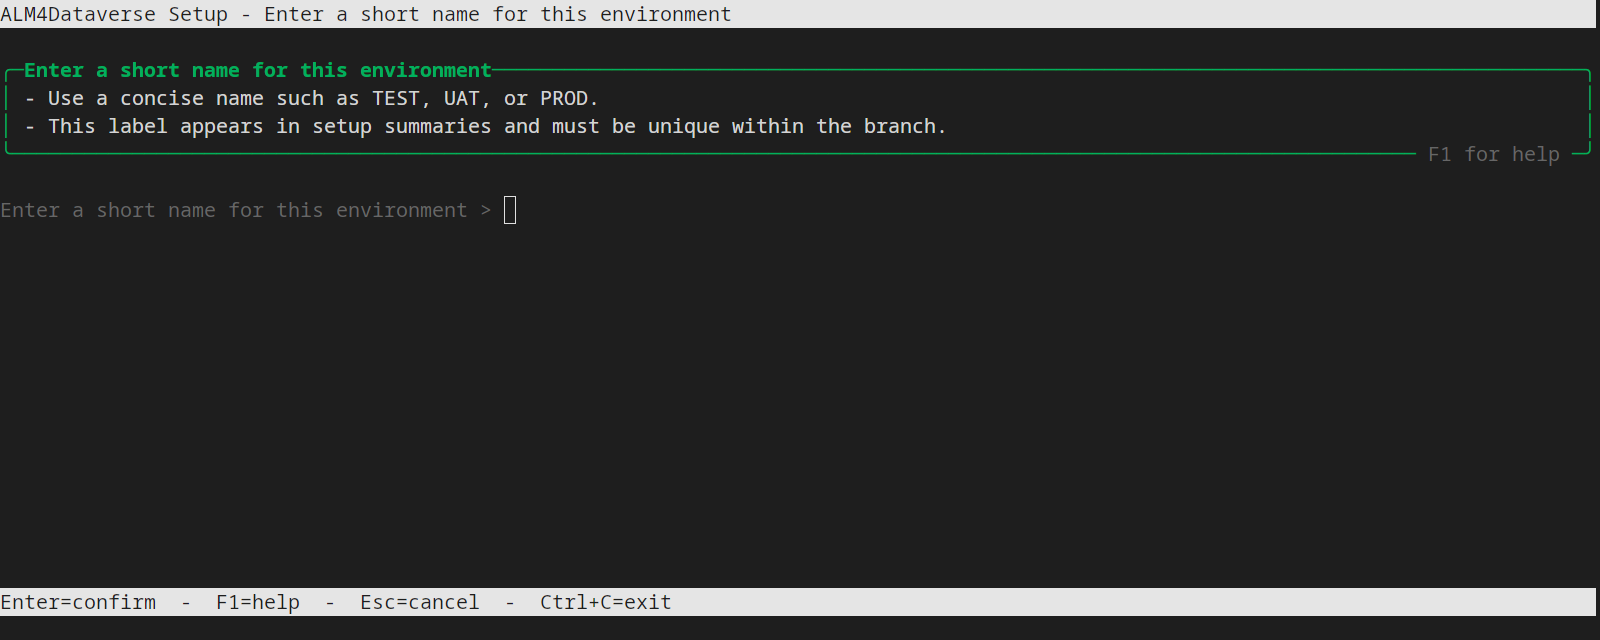 ALM4Dataverse Setup - Enter a short name for this environment
Enter a short name for this environment
- Use a concise name such as TEST, UAT, or PROD.
- This label appears in setup summaries and must be unique within the branch.
F1 for help
Enter a short name for this environment >
Enter=confirm  -  F1=help  -  Esc=cancel  -  Ctrl+C=exit